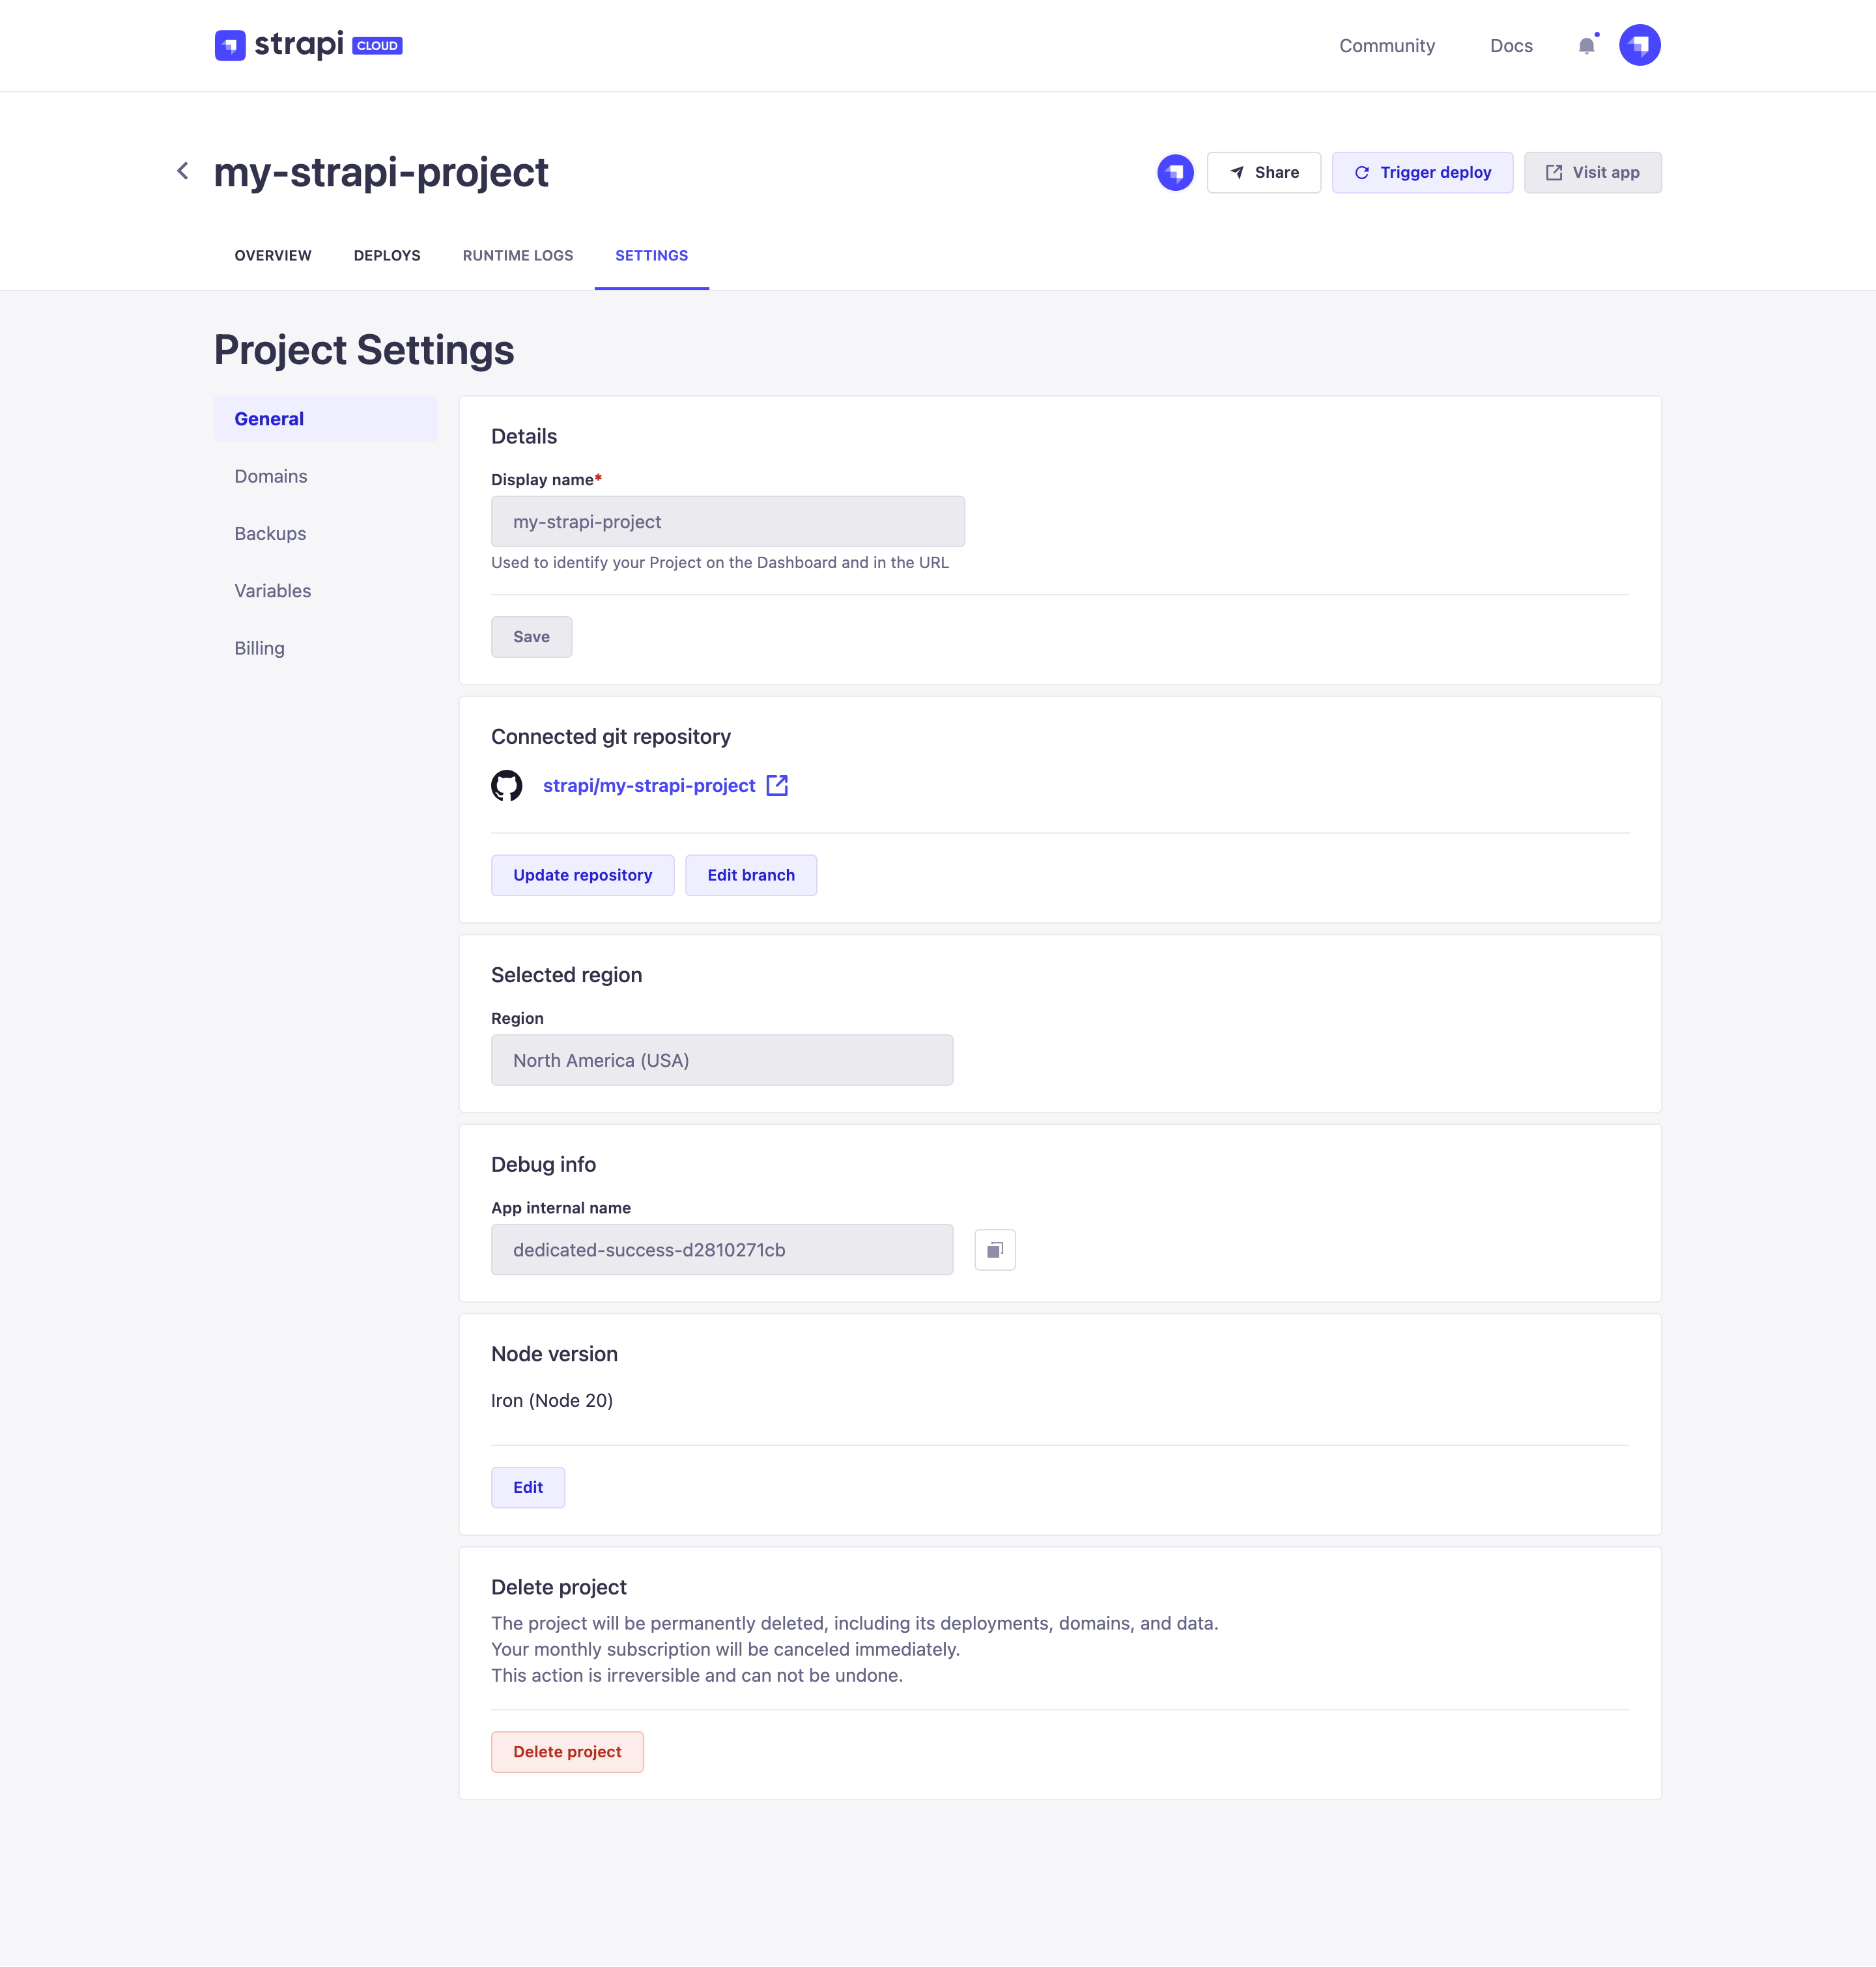 strapi CLOUD
Community
Docs
my-strapi-project
Share
Trigger deploy
Visit app
OVERVIEW
DEPLOYS
RUNTIME LOGS
SETTINGS
Project Settings
General
Domains
Backups
Variables
Billing
Details
Display name*
my-strapi-project
Used to identify your Project on the Dashboard and in the URL
Save
Connected git repository
strapi/my-strapi-project
Update repository
Edit branch
Selected region
Region
North America (USA)
Debug info
App internal name
dedicated-success-d2810271cb
Node version
Iron (Node 20)
Edit
Delete project
The project will be permanently deleted, including its deployments, domains, and data.
Your monthly subscription will be canceled immediately.
This action is irreversible and can not be undone.
Delete project